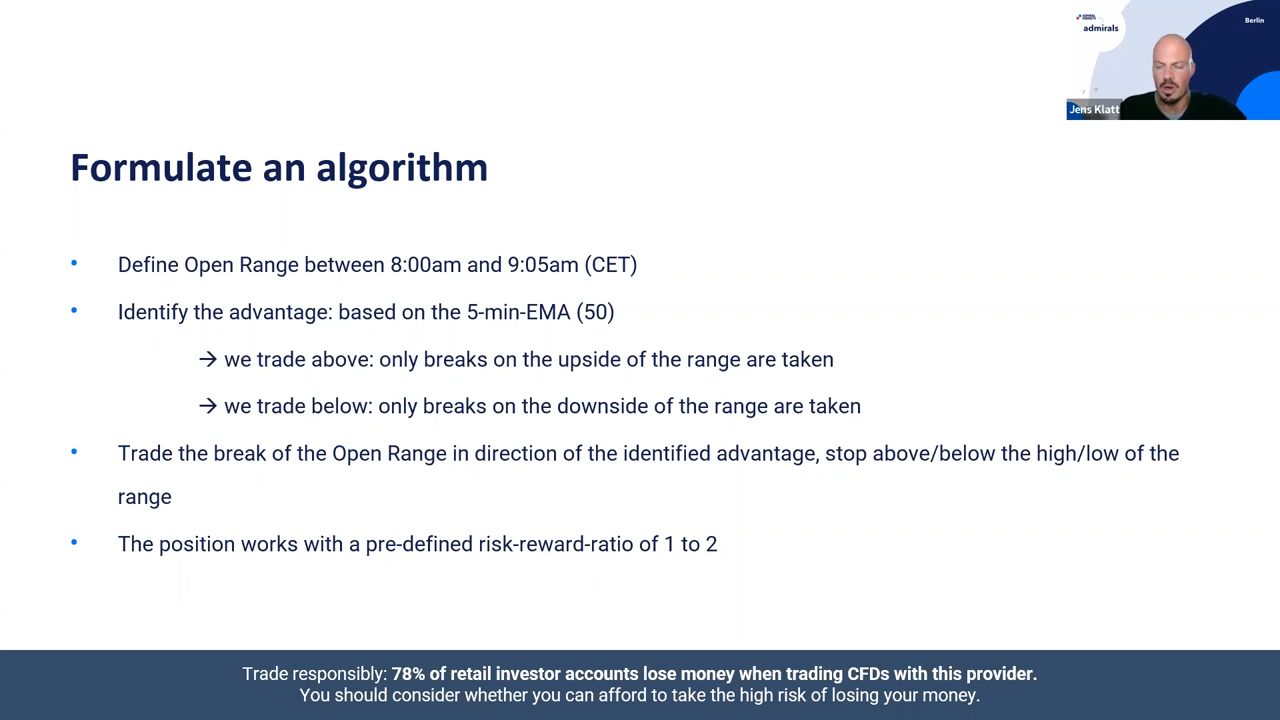 admirals
Berlin
Jens Klatt
Formulate an algorithm
• Define Open Range between 8:00am and 9:05am (CET)
• Identify the advantage: based on the 5-min-EMA (50)
→ we trade above: only breaks on the upside of the range are taken
→ we trade below: only breaks on the downside of the range are taken
• Trade the break of the Open Range in direction of the identified advantage, stop above/below the high/low of the
range
• The position works with a pre-defined risk-reward-ratio of 1 to 2
Trade responsibly: 78% of retail investor accounts lose money when trading CFDs with this provider.
You should consider whether you can afford to take the high risk of losing your money.